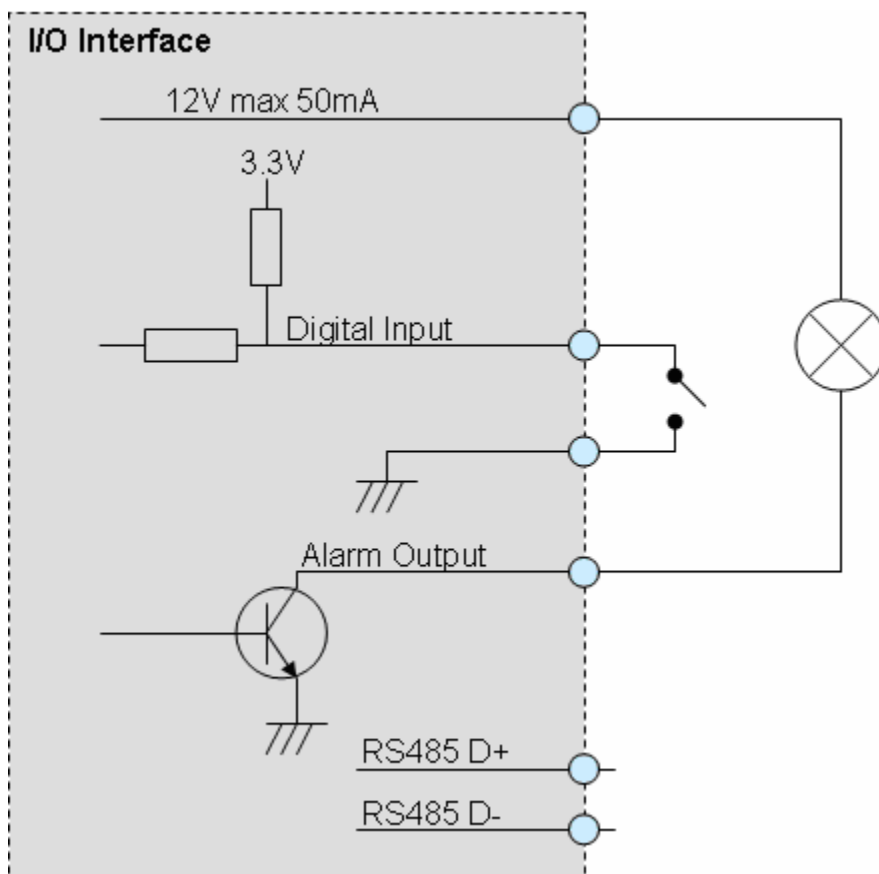 I/O Interface
12V max 50mA
3.3V
Digital Input
Alarm Output
RS485 D+
RS485 D-